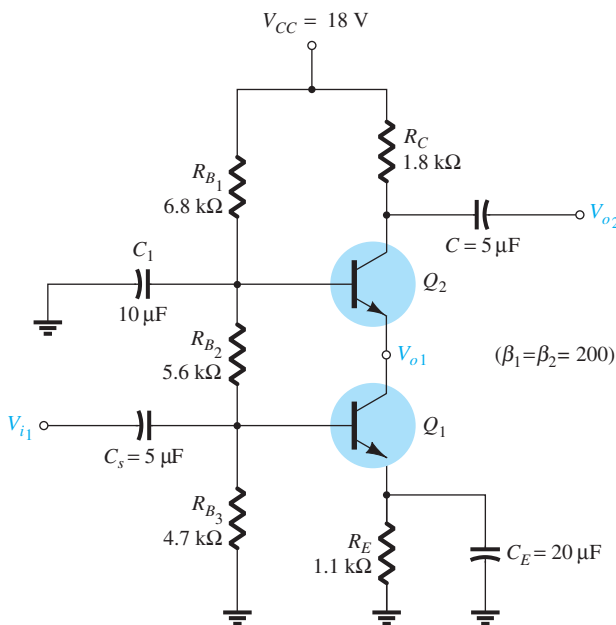 V_CC = 18 V
R_C
1.8 kΩ
R_B1
6.8 kΩ
C_1
10 μF
C = 5 μF
V_o2
Q_2
R_B2
5.6 kΩ
V_o1
(β_1=β_2= 200)
V_i1
C_s = 5 μF
Q_1
R_B3
4.7 kΩ
R_E
1.1 kΩ
C_E = 20 μF